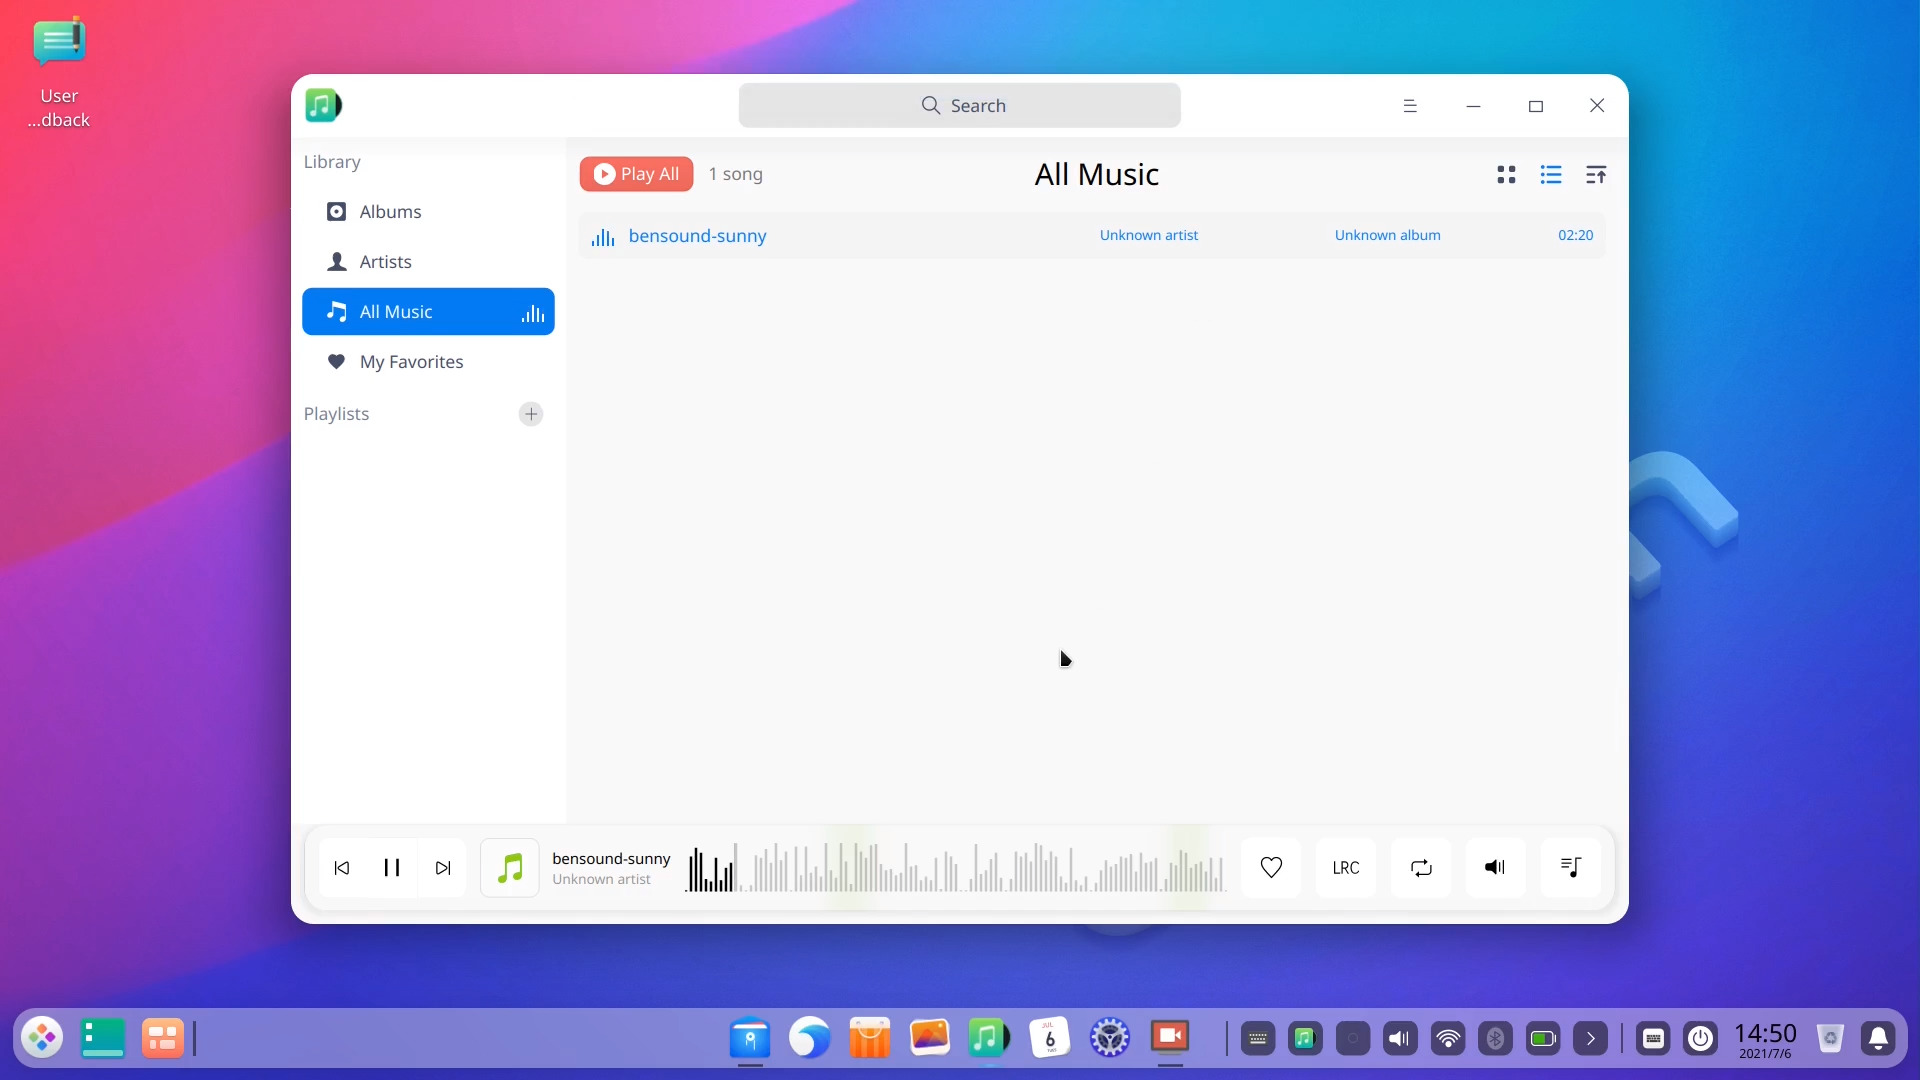 User
...dback
Search
Library
Albums
Artists
All Music
My Favorites
Playlists
Play All
1 song
All Music
bensound-sunny
Unknown artist
Unknown album
02:20
bensound-sunny
Unknown artist
LRC
JUL
6
14:50
2021/7/6